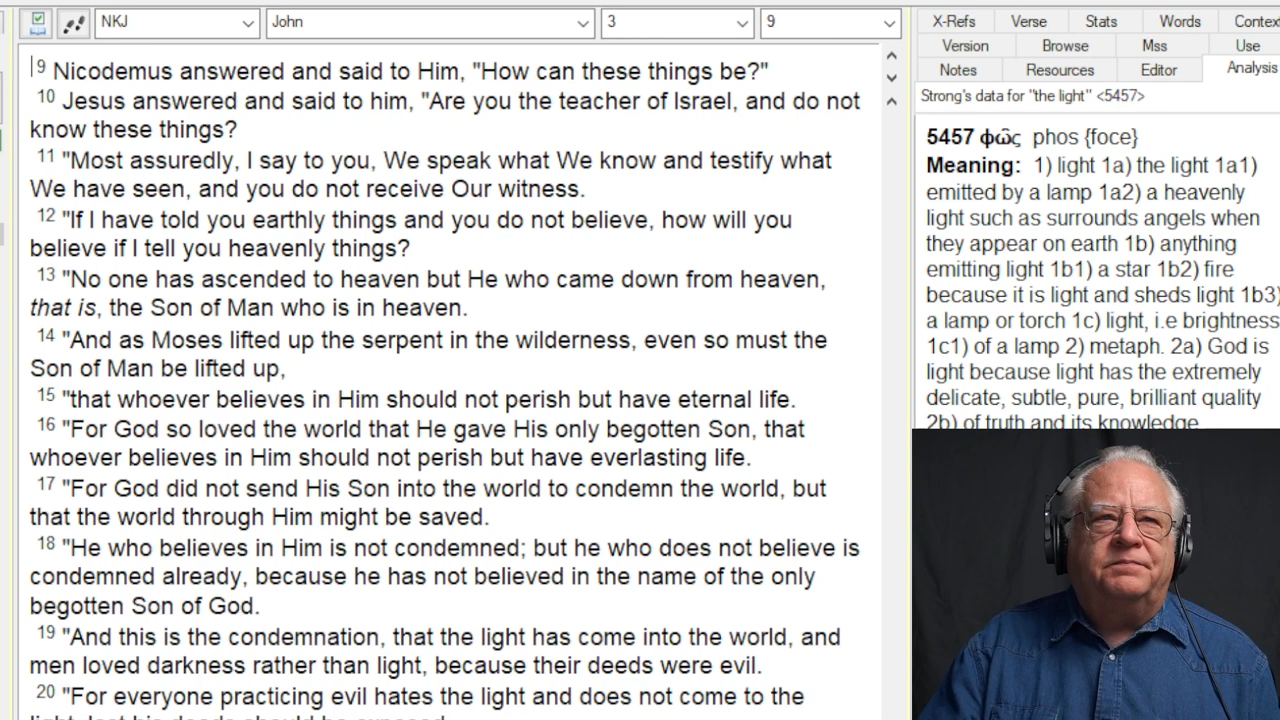 NKJ John 3 9
9 Nicodemus answered and said to Him, "How can these things be?"
10 Jesus answered and said to him, "Are you the teacher of Israel, and do not
know these things?
11 "Most assuredly, I say to you, We speak what We know and testify what
We have seen, and you do not receive Our witness.
12 "If I have told you earthly things and you do not believe, how will you
believe if I tell you heavenly things?
13 "No one has ascended to heaven but He who came down from heaven,
that is, the Son of Man who is in heaven.
14 "And as Moses lifted up the serpent in the wilderness, even so must the
Son of Man be lifted up,
15 "that whoever believes in Him should not perish but have eternal life.
16 "For God so loved the world that He gave His only begotten Son, that
whoever believes in Him should not perish but have everlasting life.
17 "For God did not send His Son into the world to condemn the world, but
that the world through Him might be saved.
18 "He who believes in Him is not condemned; but he who does not believe is
condemned already, because he has not believed in the name of the only
begotten Son of God.
19 "And this is the condemnation, that the light has come into the world, and
men loved darkness rather than light, because their deeds were evil.
20 "For everyone practicing evil hates the light and does not come to the
X-Refs Verse Stats Words Contex
Version Browse Mss Use
Notes Resources Editor Analysis
Strong's data for "the light" <5457>
5457 φῶς phos {foce}
Meaning: 1) light 1a) the light 1a1)
emitted by a lamp 1a2) a heavenly
light such as surrounds angels when
they appear on earth 1b) anything
emitting light 1b1) a star 1b2) fire
because it is light and sheds light 1b3)
a lamp or torch 1c) light, i.e brightness
1c1) of a lamp 2) metaph. 2a) God is
light because light has the extremely
delicate, subtle, pure, brilliant quality
2b) of truth and its knowledge